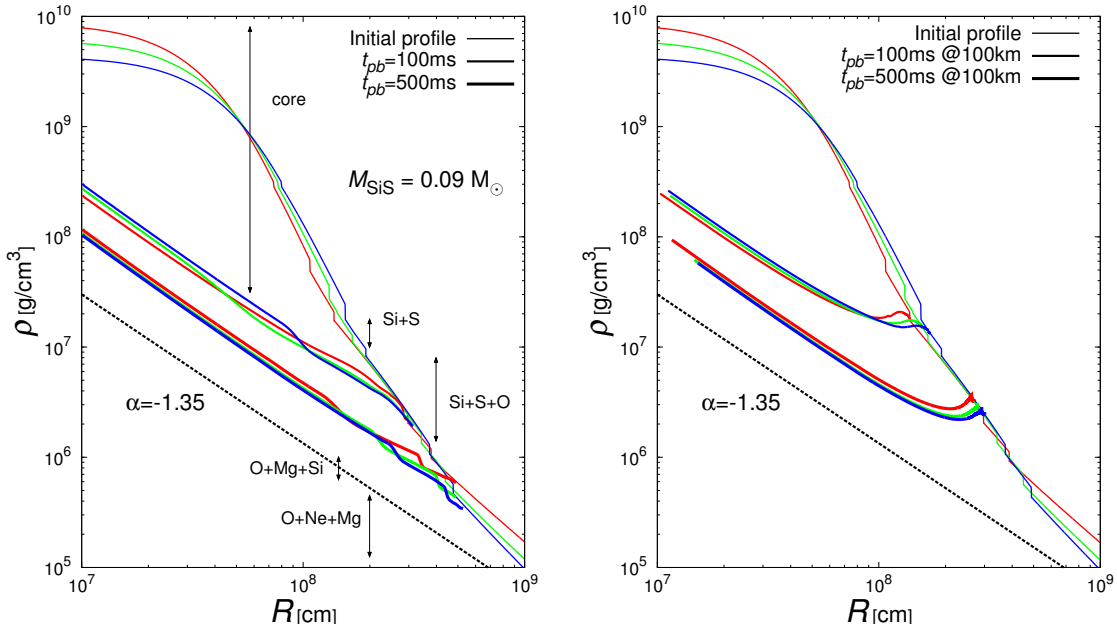 10^10
10^9
10^8
10^7
10^6
10^5
ρ [g/cm^3]
Initial profile
t_pb=100ms
t_pb=500ms
core
M_SiS = 0.09 M_⊙
Si+S
Si+S+O
α=-1.35
O+Mg+Si
O+Ne+Mg
10^7
10^8
10^9
R [cm]
10^10
10^9
10^8
10^7
10^6
10^5
ρ [g/cm^3]
Initial profile
t_pb=100ms @100km
t_pb=500ms @100km
α=-1.35
10^7
10^8
10^9
R [cm]